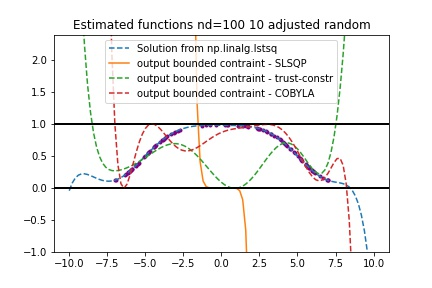 Estimated functions nd=100 10 adjusted random
Solution from np.linalg.lstsq
output bounded contraint - SLSQP
output bounded contraint - trust-constr
output bounded contraint - COBYLA
2.0
1.5
1.0
0.5
0.0
−0.5
−1.0
−10.0 −7.5 −5.0 −2.5 0.0 2.5 5.0 7.5 10.0